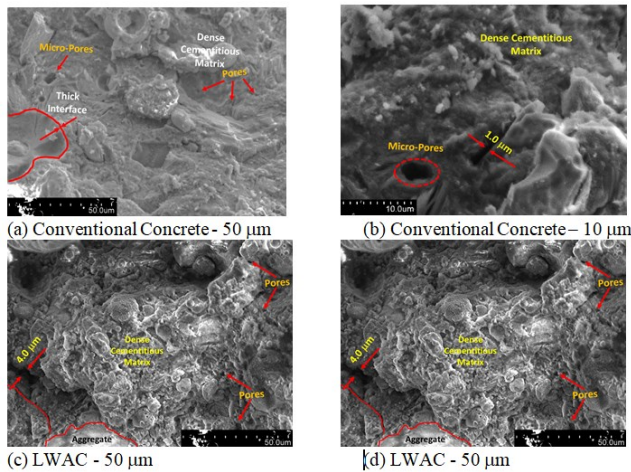 Micro-Pores
Dense
Cementitious
Matrix
Pores
Thick
Interface
50.0um
(a) Conventional Concrete - 50 μm
Dense Cementitious
Matrix
1.0 μm
Micro-Pores
10.0um
(b) Conventional Concrete – 10 μm
Pores
4.0 μm
Dense
Cementitious
Matrix
Pores
Aggregate
50.0um
(c) LWAC - 50 μm
Pores
4.0 μm
Dense
Cementitious
Matrix
Pores
Aggregate
50.0um
(d) LWAC - 50 μm